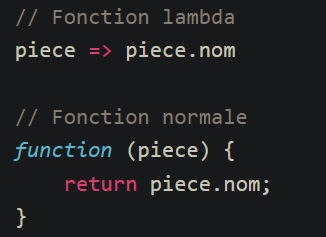 // Fonction lambda
piece => piece.nom

// Fonction normale
function (piece) {
    return piece.nom;
}